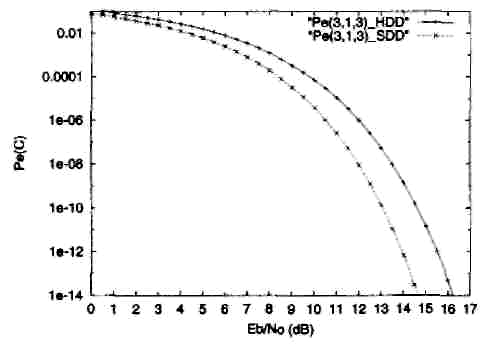 "Pe(3,1,3)_HDD"
"Pe(3,1,3)_SDD"
0.01
0.0001
1e-06
1e-08
1e-10
1e-12
1e-14
Pe(C)
0 1 2 3 4 5 6 7 8 9 10 11 12 13 14 15 16 17
Eb/No (dB)